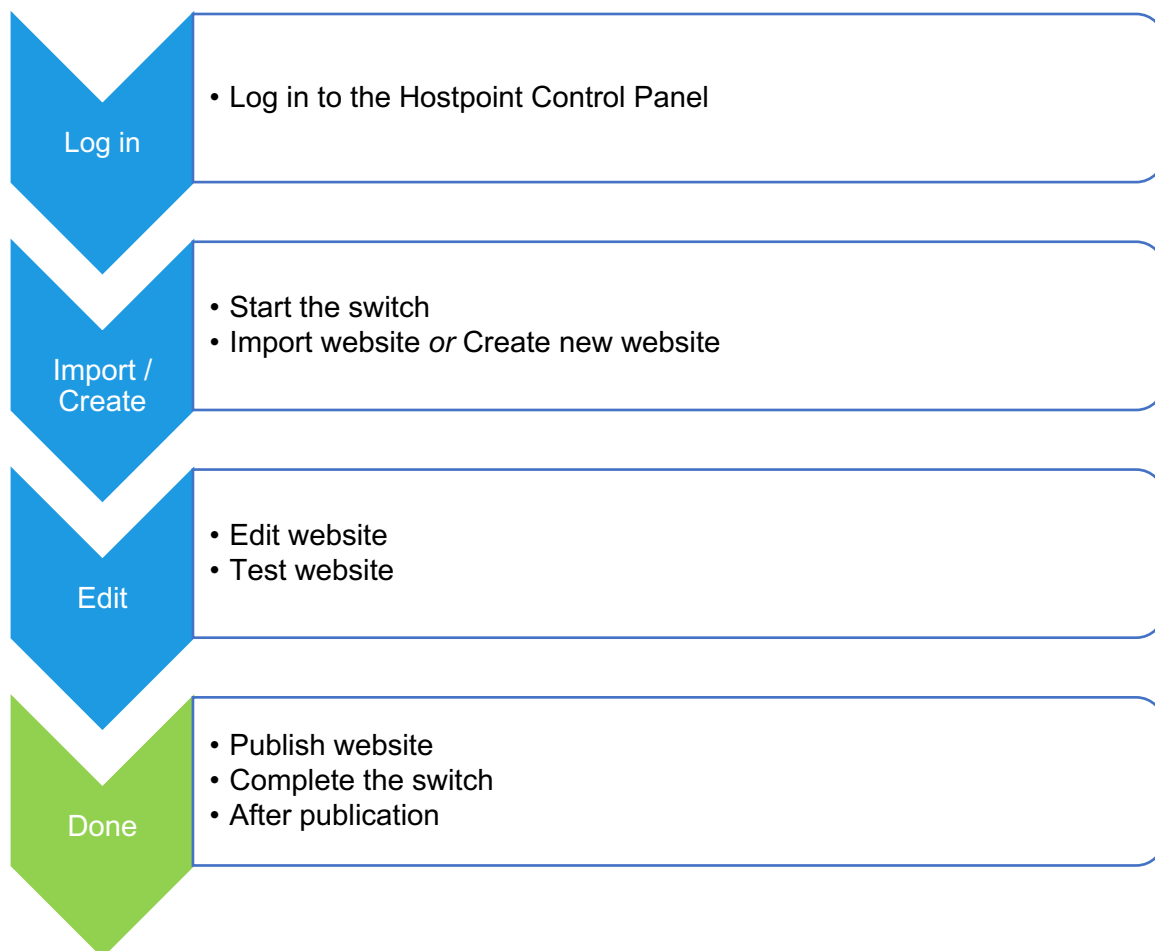 Log in
• Log in to the Hostpoint Control Panel
Import /
Create
• Start the switch
• Import website or Create new website
Edit
• Edit website
• Test website
Done
• Publish website
• Complete the switch
• After publication